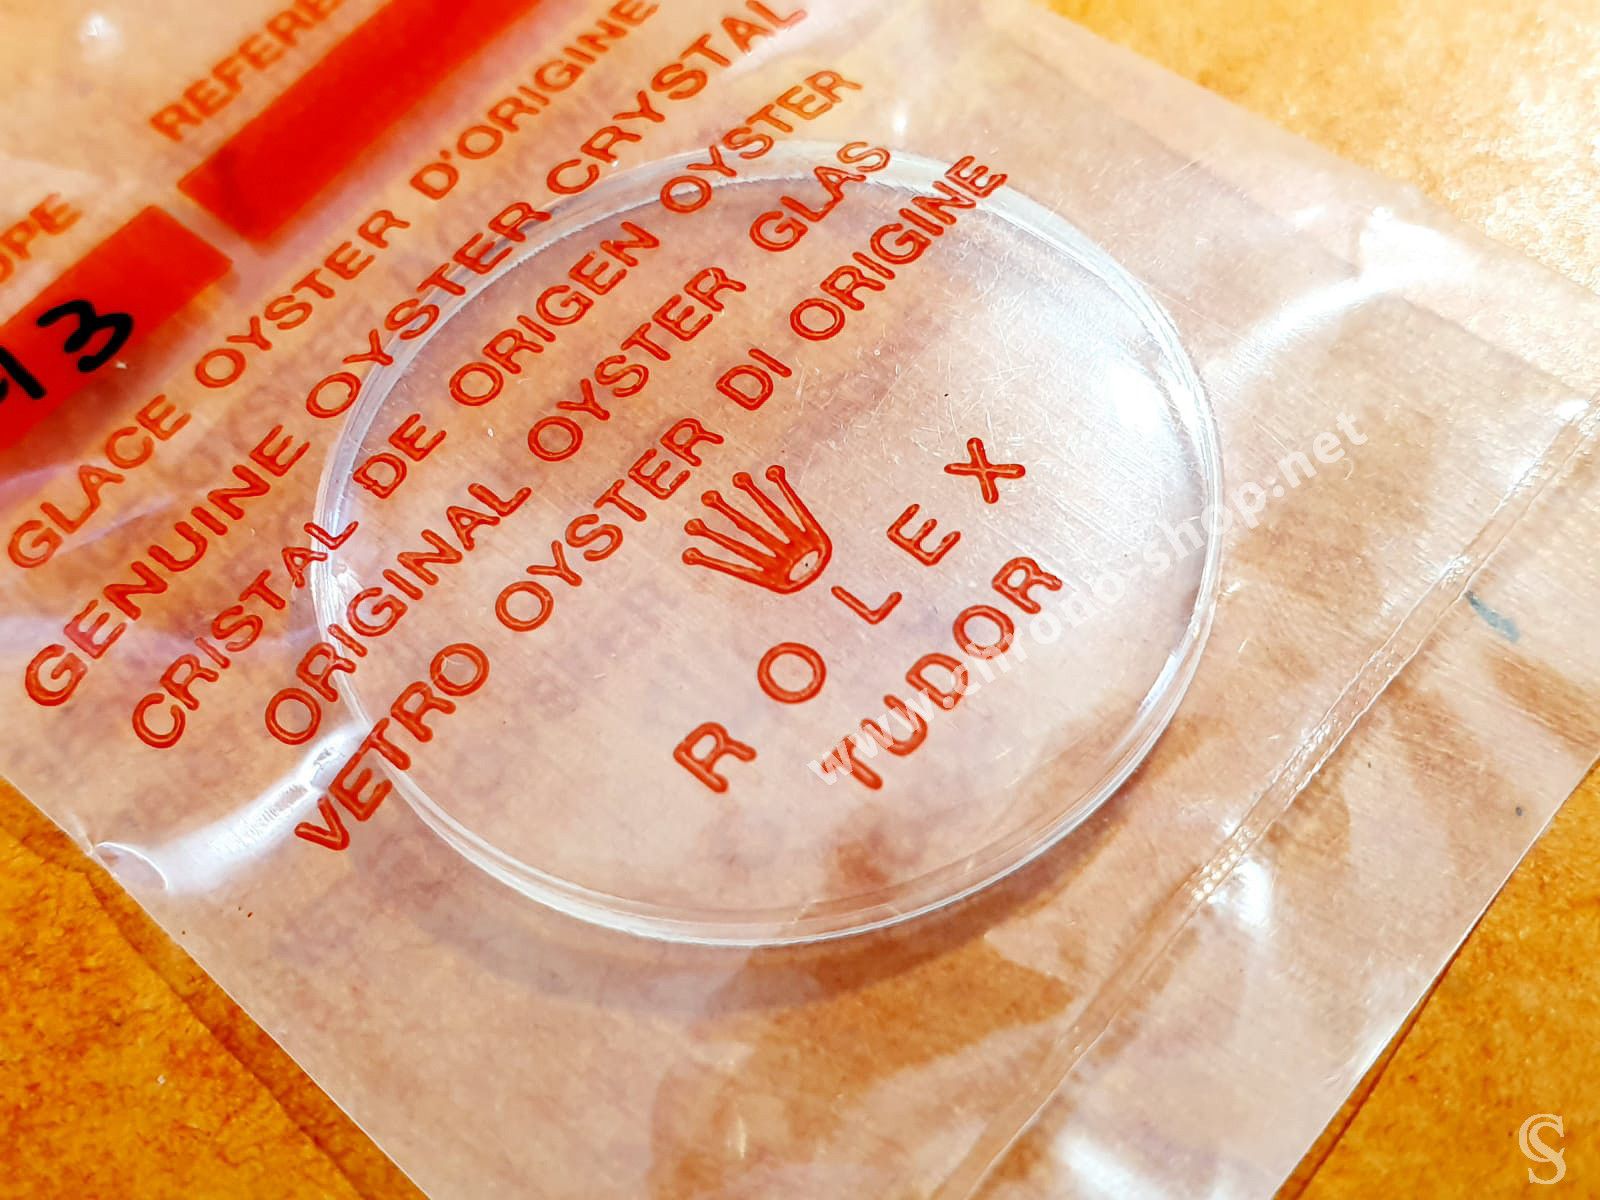 GLACE OYSTER D'ORIGINE
GENUINE OYSTER CRYSTAL
CRISTAL DE ORIGEN OYSTER
ORIGINAL OYSTER GLAS
VETRO OYSTER DI ORIGINE
ROLEX
TUDOR
www.chrono-shop.net